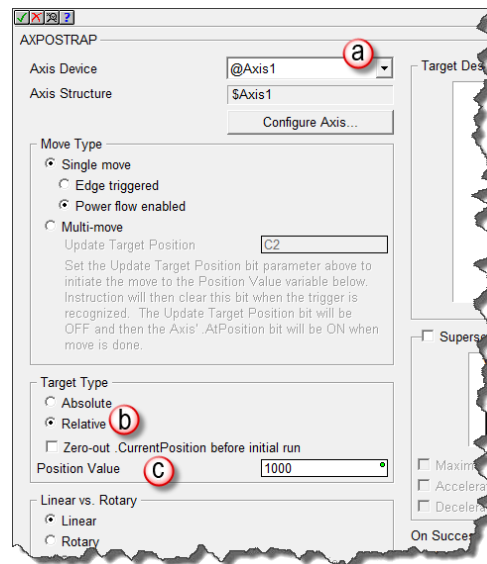 AXPOSTRAP
a
Axis Device @Axis1
Axis Structure $Axis1
Configure Axis...
Move Type
Single move
Edge triggered
Power flow enabled
Multi-move
Update Target Position C2
Set the Update Target Position bit parameter above to
initiate the move to the Position Value variable below.
Instruction will then clear this bit when the trigger is
recognized. The Update Target Position bit will be
OFF and then the Axis' .AtPosition bit will be ON when
move is done.
Target Type
Absolute
Relative b
Zero-out .CurrentPosition before initial run
Position Value c 1000
Linear vs. Rotary
Linear
Rotary
Target Des
Superse
Maxim
Accelera
Decelera
On Succes